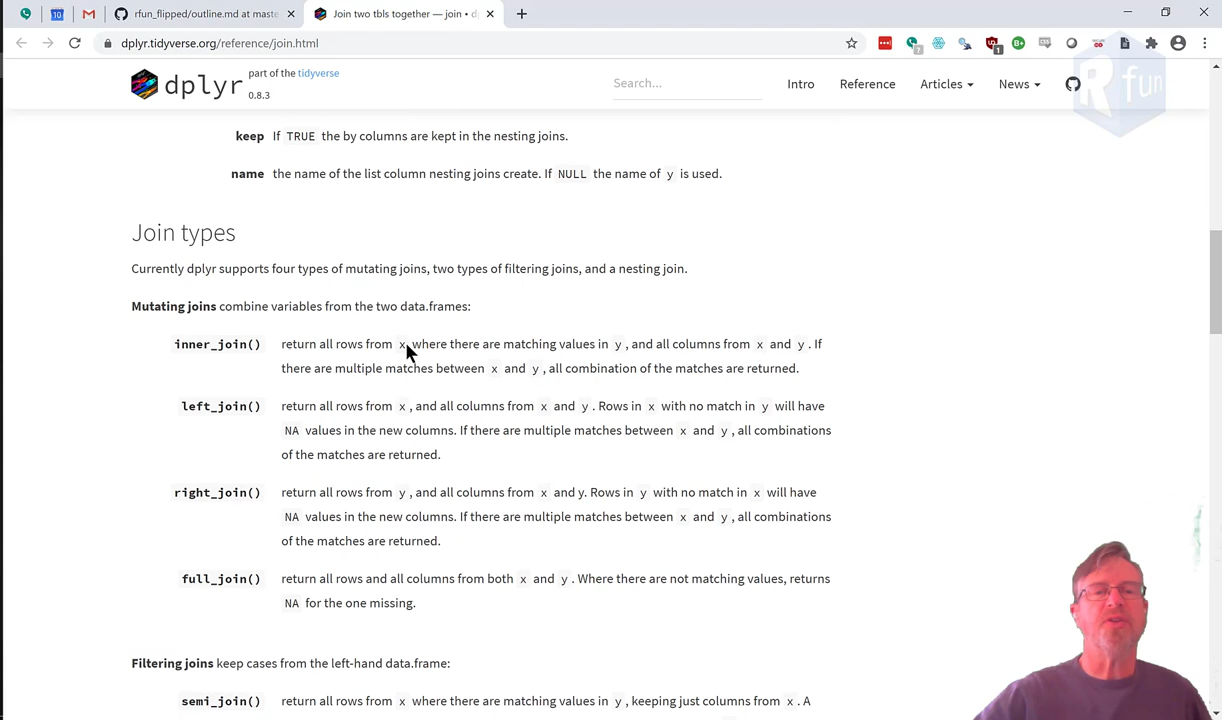 rfun_flipped/outline.md at maste
Join two tbls together — join • d
dplyr.tidyverse.org/reference/join.html
dplyr part of the tidyverse
0.8.3
Search...
Intro Reference Articles News
R fun
keep If TRUE the by columns are kept in the nesting joins.
name the name of the list column nesting joins create. If NULL the name of y is used.
Join types
Currently dplyr supports four types of mutating joins, two types of filtering joins, and a nesting join.
Mutating joins combine variables from the two data.frames:
inner_join() return all rows from x where there are matching values in y, and all columns from x and y. If
there are multiple matches between x and y, all combination of the matches are returned.
left_join() return all rows from x, and all columns from x and y. Rows in x with no match in y will have
NA values in the new columns. If there are multiple matches between x and y, all combinations
of the matches are returned.
right_join() return all rows from y, and all columns from x and y. Rows in y with no match in x will have
NA values in the new columns. If there are multiple matches between x and y, all combinations
of the matches are returned.
full_join() return all rows and all columns from both x and y. Where there are not matching values, returns
NA for the one missing.
Filtering joins keep cases from the left-hand data.frame:
semi_join() return all rows from x where there are matching values in y, keeping just columns from x. A